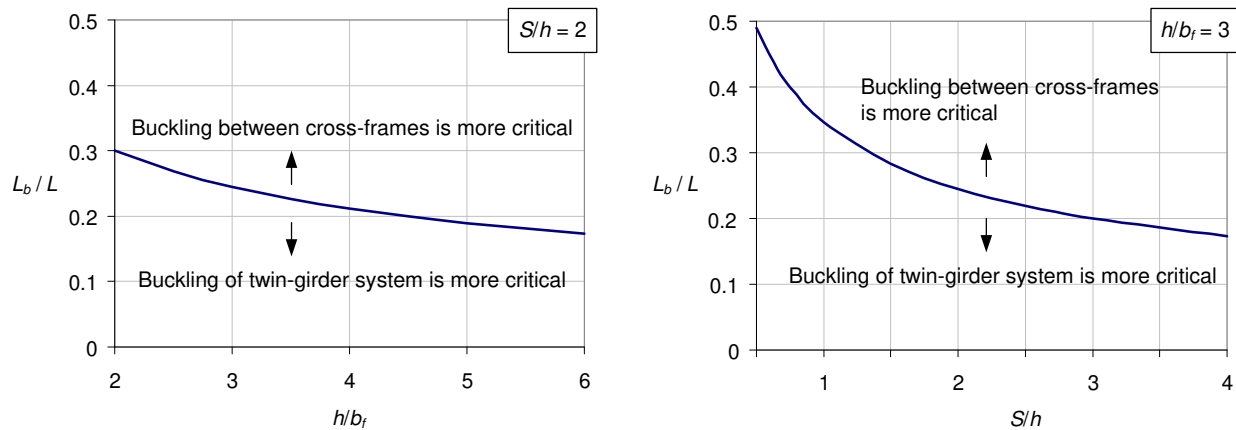 S/h = 2
0.5
0.4
0.3
0.2
0.1
0
L_b / L
Buckling between cross-frames is more critical
Buckling of twin-girder system is more critical
2 3 4 5 6
h/b_f
h/b_f = 3
0.5
0.4
0.3
0.2
0.1
0
L_b / L
Buckling between cross-frames
is more critical
Buckling of twin-girder system is more critical
1 2 3 4
S/h